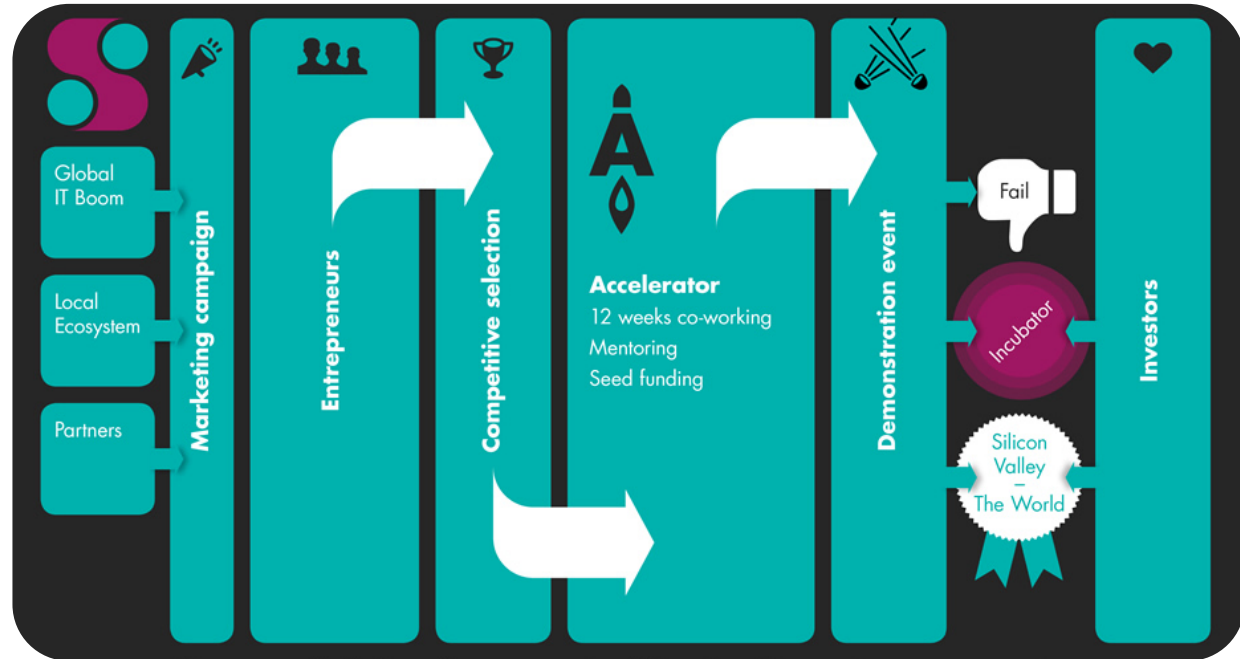 Global
IT Boom
Local
Ecosystem
Partners
Marketing campaign
Entrepreneurs
Competitive selection
A
Accelerator
12 weeks co-working
Mentoring
Seed funding
Demonstration event
Fail
Incubator
Silicon
Valley
–
The World
Investors